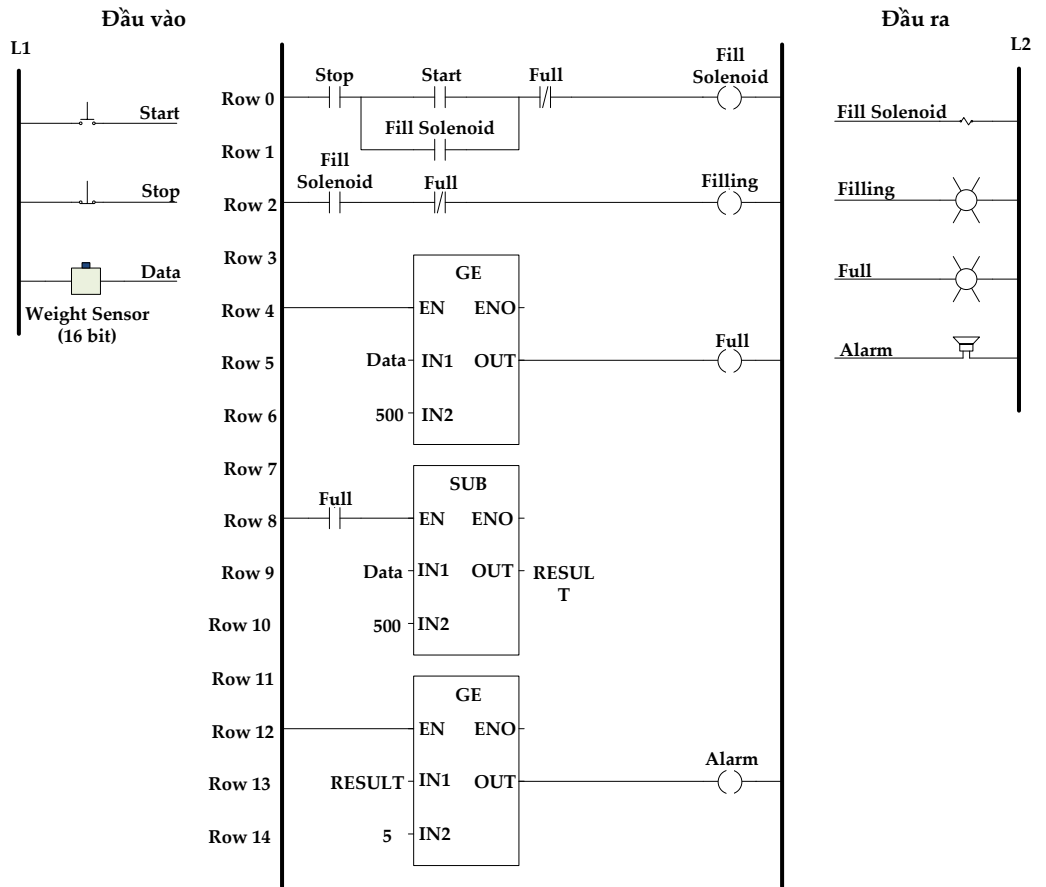 Đầu vào
Đầu ra
L1
L2
Start
Stop
Data
Weight Sensor
(16 bit)
Row 0
Stop
Start
Full
Fill
Solenoid
Row 1
Fill Solenoid
Row 2
Fill
Solenoid
Full
Filling
Row 3
GE
Row 4
EN
ENO
Row 5
Data
IN1
OUT
Full
Row 6
500
IN2
Row 7
SUB
Row 8
Full
EN
ENO
Row 9
Data
IN1
OUT
RESUL
T
Row 10
500
IN2
Row 11
GE
Row 12
EN
ENO
Row 13
RESULT
IN1
OUT
Alarm
Row 14
5
IN2
Fill Solenoid
Filling
Full
Alarm